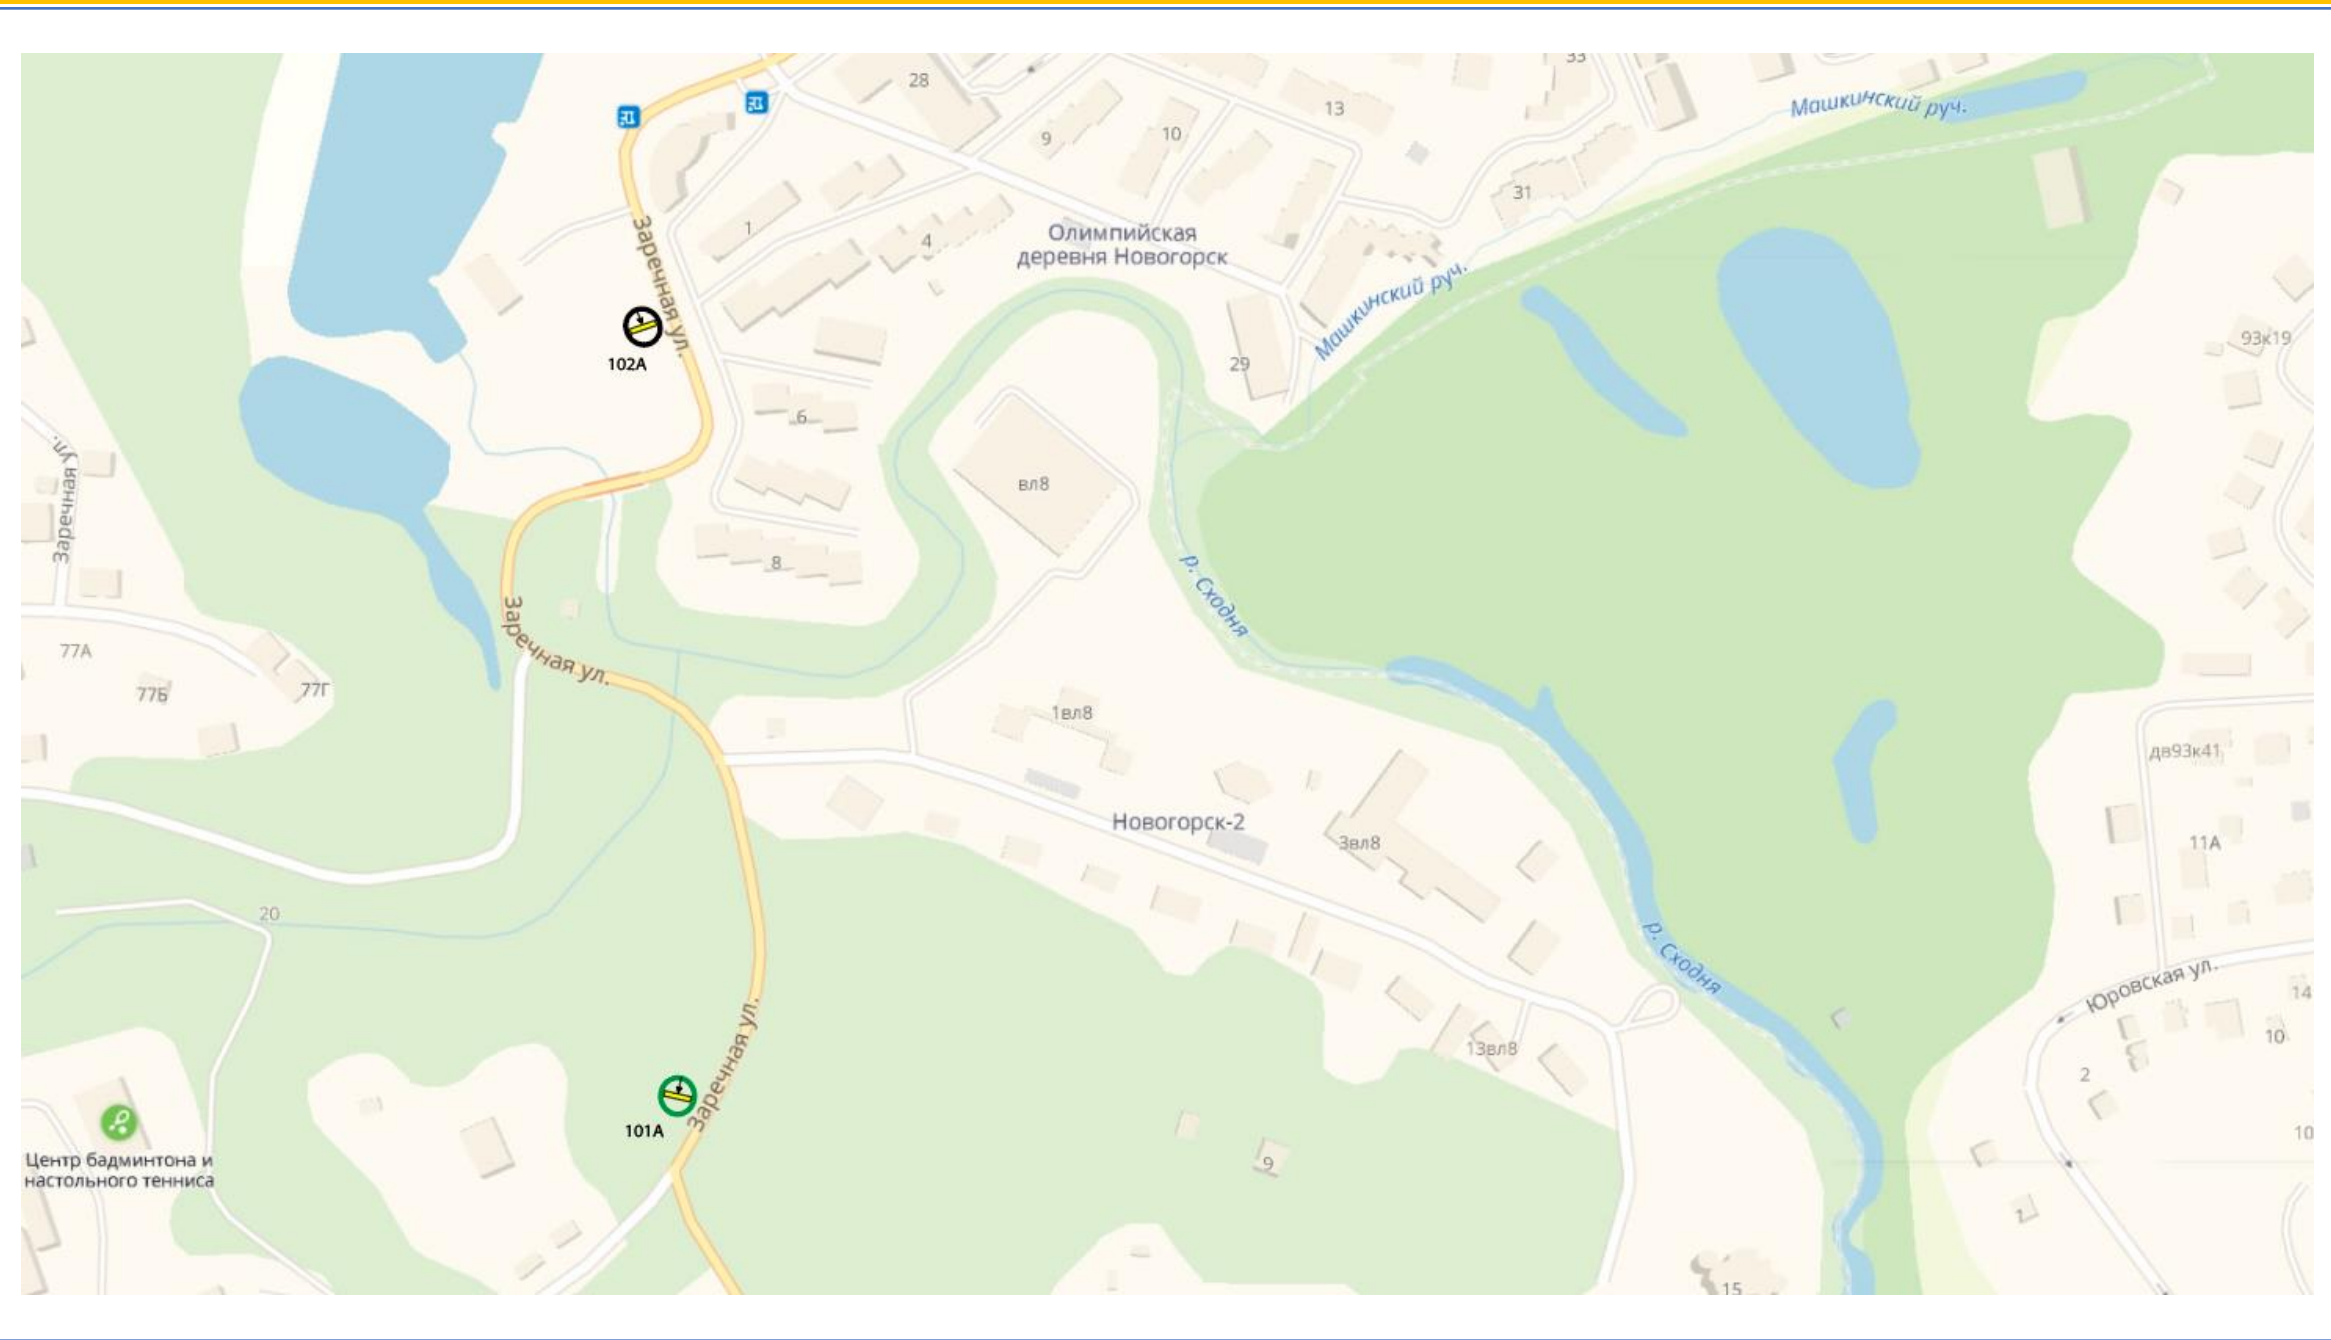 33
28
13
Машкинский руч.
9
10
31
1
4
Заречная ул.
Олимпийская
деревня Новогорск
Машкинский руч.
102А
29
93к19
6
Заречная ул.
вл8
8
р. Сходня
Заречная ул.
77А
77Б
77Г
1вл8
дв93к41
Новогорск-2
3вл8
11А
20
р. Сходня
Юровская ул.
14
10
Заречная ул.
13вл8
2
101А
10
Центр бадминтона и
настольного тенниса
9
15